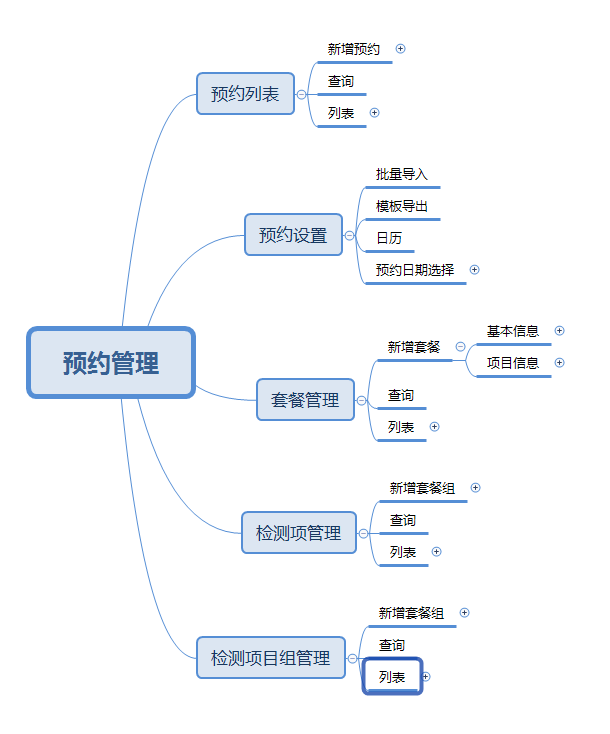 预约管理
预约列表
新增预约
查询
列表
预约设置
批量导入
模板导出
日历
预约日期选择
套餐管理
新增套餐
基本信息
项目信息
查询
列表
检测项管理
新增套餐组
查询
列表
检测项目组管理
新增套餐组
查询
列表